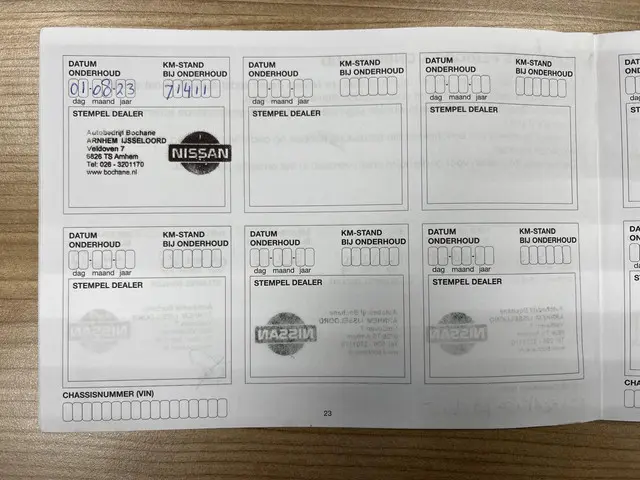 DATUM
ONDERHOUD
KM-STAND
BIJ ONDERHOUD
01-08-23
71411
dag maand jaar
STEMPEL DEALER
Autobedrijf Bochane
ARNHEM IJSSELOORD
Veldoven 7
6826 TS Arnhem
Tel: 026 - 3201170
www.bochane.nl
NISSAN
DATUM
ONDERHOUD
KM-STAND
BIJ ONDERHOUD
dag maand jaar
STEMPEL DEALER
DATUM
ONDERHOUD
KM-STAND
BIJ ONDERHOUD
dag maand jaar
STEMPEL DEALER
DATUM
ONDERHOUD
KM-STAND
BIJ ONDERHOUD
dag maand jaar
STEMPEL DEALER
DATUM
ONDERHOUD
KM-STAND
BIJ ONDERHOUD
dag maand jaar
STEMPEL DEALER
NISSAN
DATUM
ONDERHOUD
KM-STAND
BIJ ONDERHOUD
dag maand jaar
STEMPEL DEALER
NISSAN
CHASSISNUMMER (VIN)
23